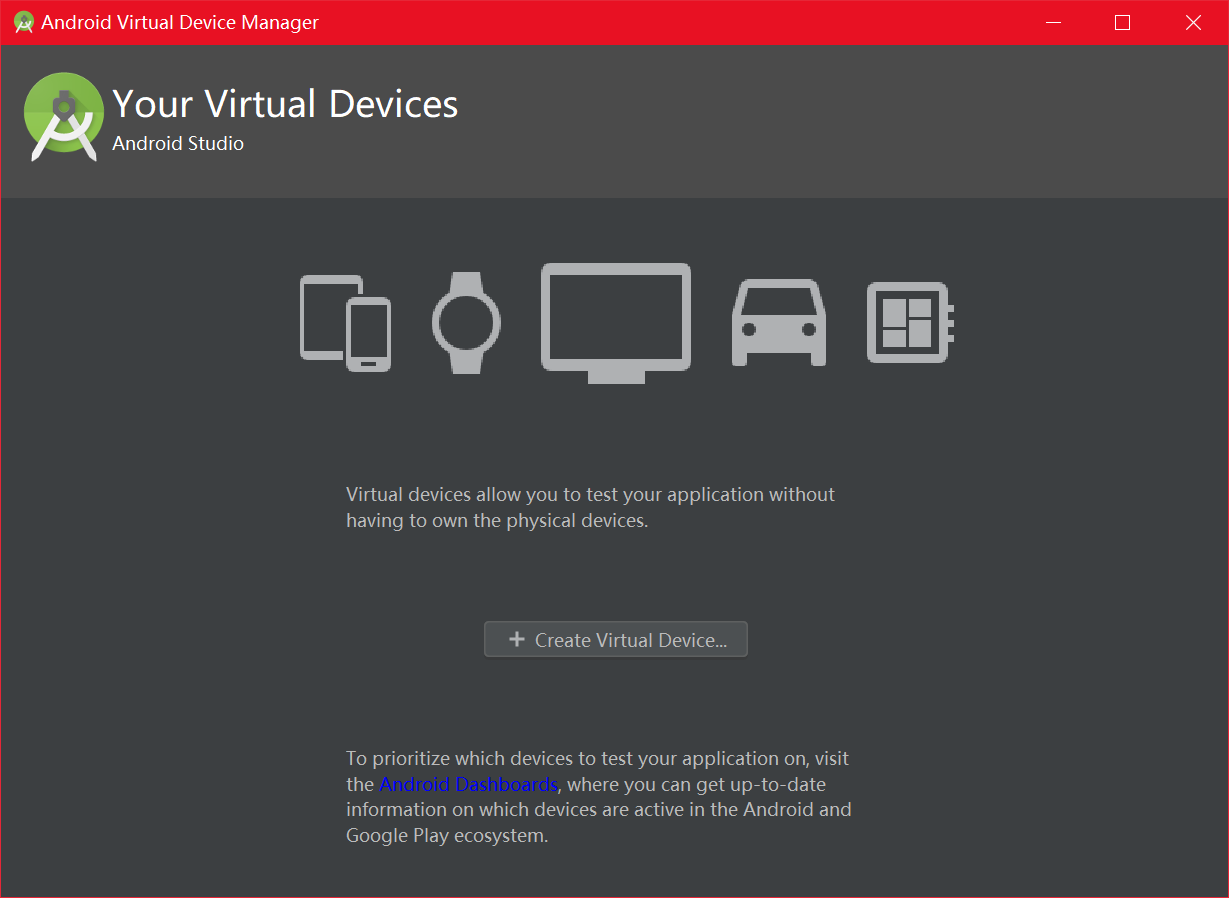 Android Virtual Device Manager
Your Virtual Devices
Android Studio
Virtual devices allow you to test your application without
having to own the physical devices.
Create Virtual Device...
To prioritize which devices to test your application on, visit
the Android Dashboards, where you can get up-to-date
information on which devices are active in the Android and
Google Play ecosystem.